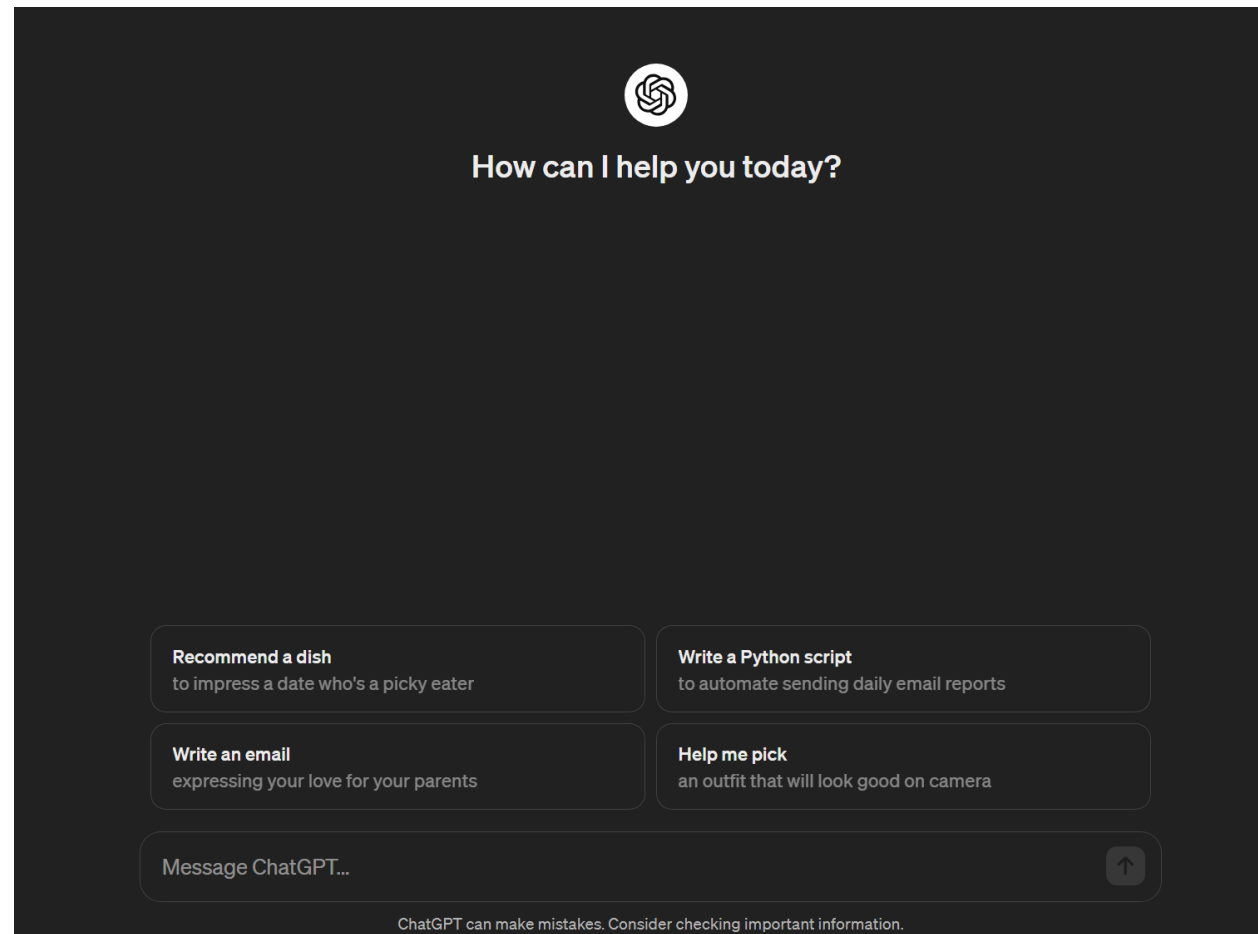 How can I help you today?
Recommend a dish
to impress a date who's a picky eater
Write a Python script
to automate sending daily email reports
Write an email
expressing your love for your parents
Help me pick
an outfit that will look good on camera
Message ChatGPT...
ChatGPT can make mistakes. Consider checking important information.